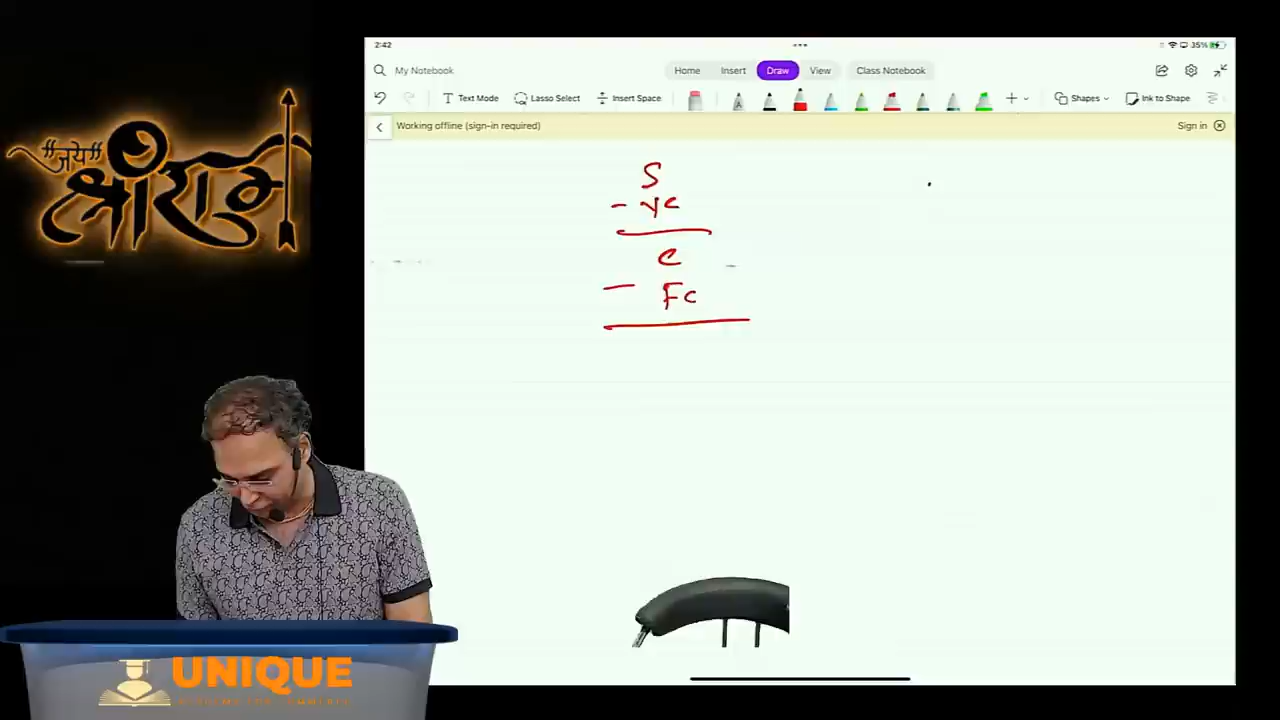 2:42
35%
My Notebook
Home Insert Draw View Class Notebook
Text Mode Lasso Select Insert Space Shapes Ink to Shape
Working offline (sign-in required) Sign in
S
- VC
C
- FC
"जय"
श्रीराम
UNIQUE